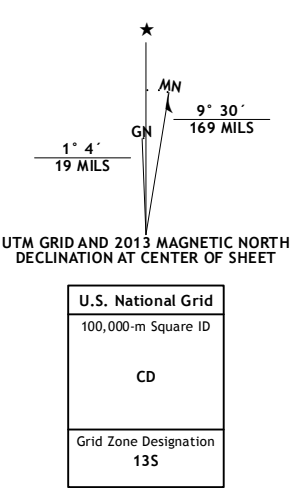 ★
MN
GN
9° 30´
169 MILS
1° 4´
19 MILS
UTM GRID AND 2013 MAGNETIC NORTH
DECLINATION AT CENTER OF SHEET
U.S. National Grid
100,000-m Square ID
CD
Grid Zone Designation
13S